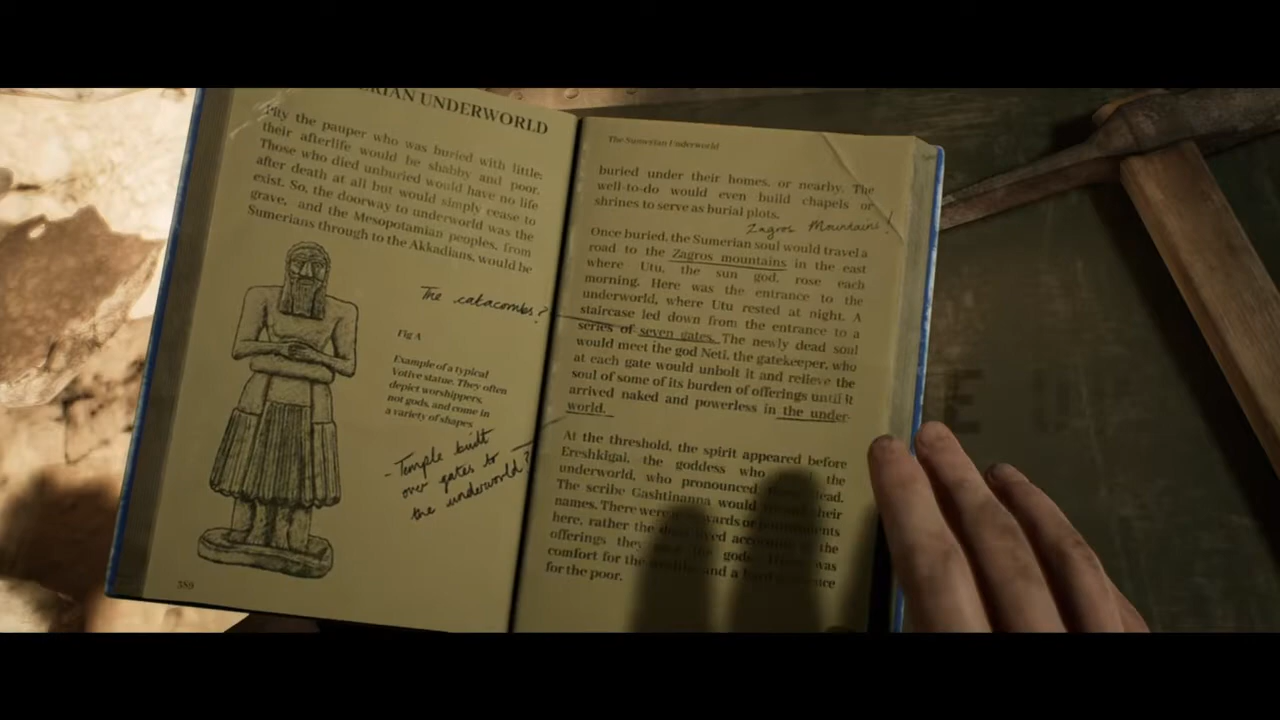 RIAN UNDERWORLD
Pity the pauper who was buried with little;
their afterlife would be shabby and poor.
Those who died unburied would have no life
after death at all but would simply cease to
exist. So, the doorway to underworld was the
grave, and the Mesopotamian peoples, from
Sumerians through to the Akkadians, would be
The catacombs?
Fig A
Example of a typical
Votive statue. They often
depict worshippers,
not gods, and come in
a variety of shapes
- Temple built
over gates to
the underworld?
389
The Sumerian Underworld
buried under their homes, or nearby. The
well-to-do would even build chapels or
shrines to serve as burial plots.
Zagros Mountains!
Once buried, the Sumerian soul would travel a
road to the Zagros mountains in the east
where Utu, the sun god, rose each
morning. Here was the entrance to the
underworld, where Utu rested at night. A
staircase led down from the entrance to a
series of seven gates. The newly dead soul
would meet the god Neti, the gatekeeper, who
at each gate would unbolt it and relieve the
soul of some of its burden of offerings until it
arrived naked and powerless in the under-
world.
At the threshold, the spirit appeared before
Ereshkigai, the goddess who the
underworld, who pronounced dead.
The scribe Gashtinanna would their
names. There were
here, rather the the
offerings they the gods. was
comfort for the and a
for the poor.